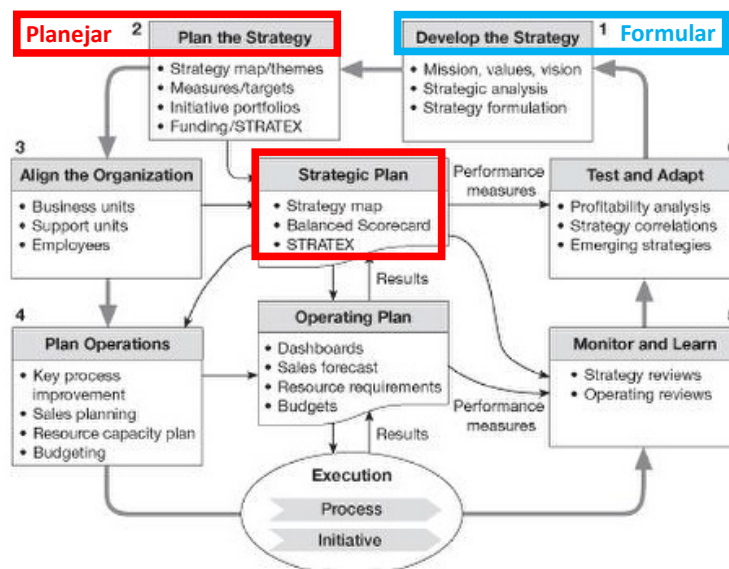 Planejar 2
Plan the Strategy
• Strategy map/themes
• Measures/targets
• Initiative portfolios
• Funding/STRATEX
Develop the Strategy
1 Formular
• Mission, values, vision
• Strategic analysis
• Strategy formulation
3
Align the Organization
• Business units
• Support units
• Employees
Strategic Plan
• Strategy map
• Balanced Scorecard
• STRATEX
Performance
measures
Test and Adapt
• Profitability analysis
• Strategy correlations
• Emerging strategies
Results
4
Plan Operations
• Key process
improvement
• Sales planning
• Resource capacity plan
• Budgeting
Operating Plan
• Dashboards
• Sales forecast
• Resource requirements
• Budgets
Performance
measures
Results
Monitor and Learn
• Strategy reviews
• Operating reviews
Execution
Process
Initiative